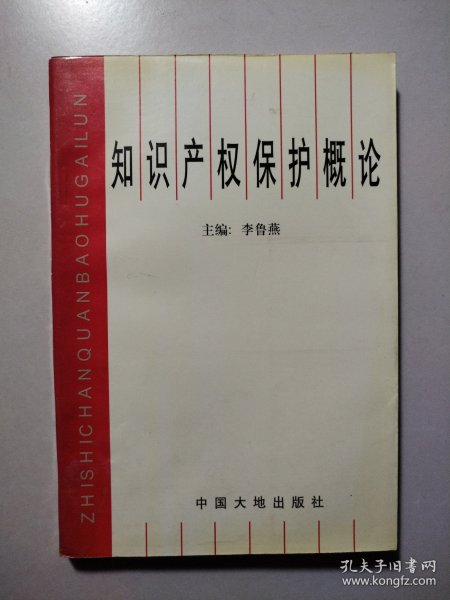 知识产权保护概论
主编: 李鲁燕
ZHISHICHANQUANBAOHUGAILUN
中国大地出版社
孔夫子旧书网
www.kongfz.com